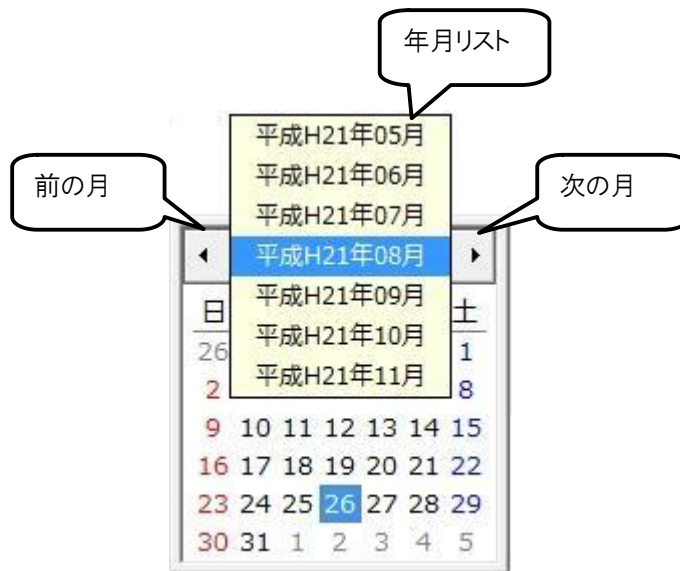 年月リスト
平成H21年05月
平成H21年06月
前の月
次の月
平成H21年07月
平成H21年08月
平成H21年09月
日 土
平成H21年10月
26 1
平成H21年11月
2 8
9 10 11 12 13 14 15
16 17 18 19 20 21 22
23 24 25 26 27 28 29
30 31 1 2 3 4 5